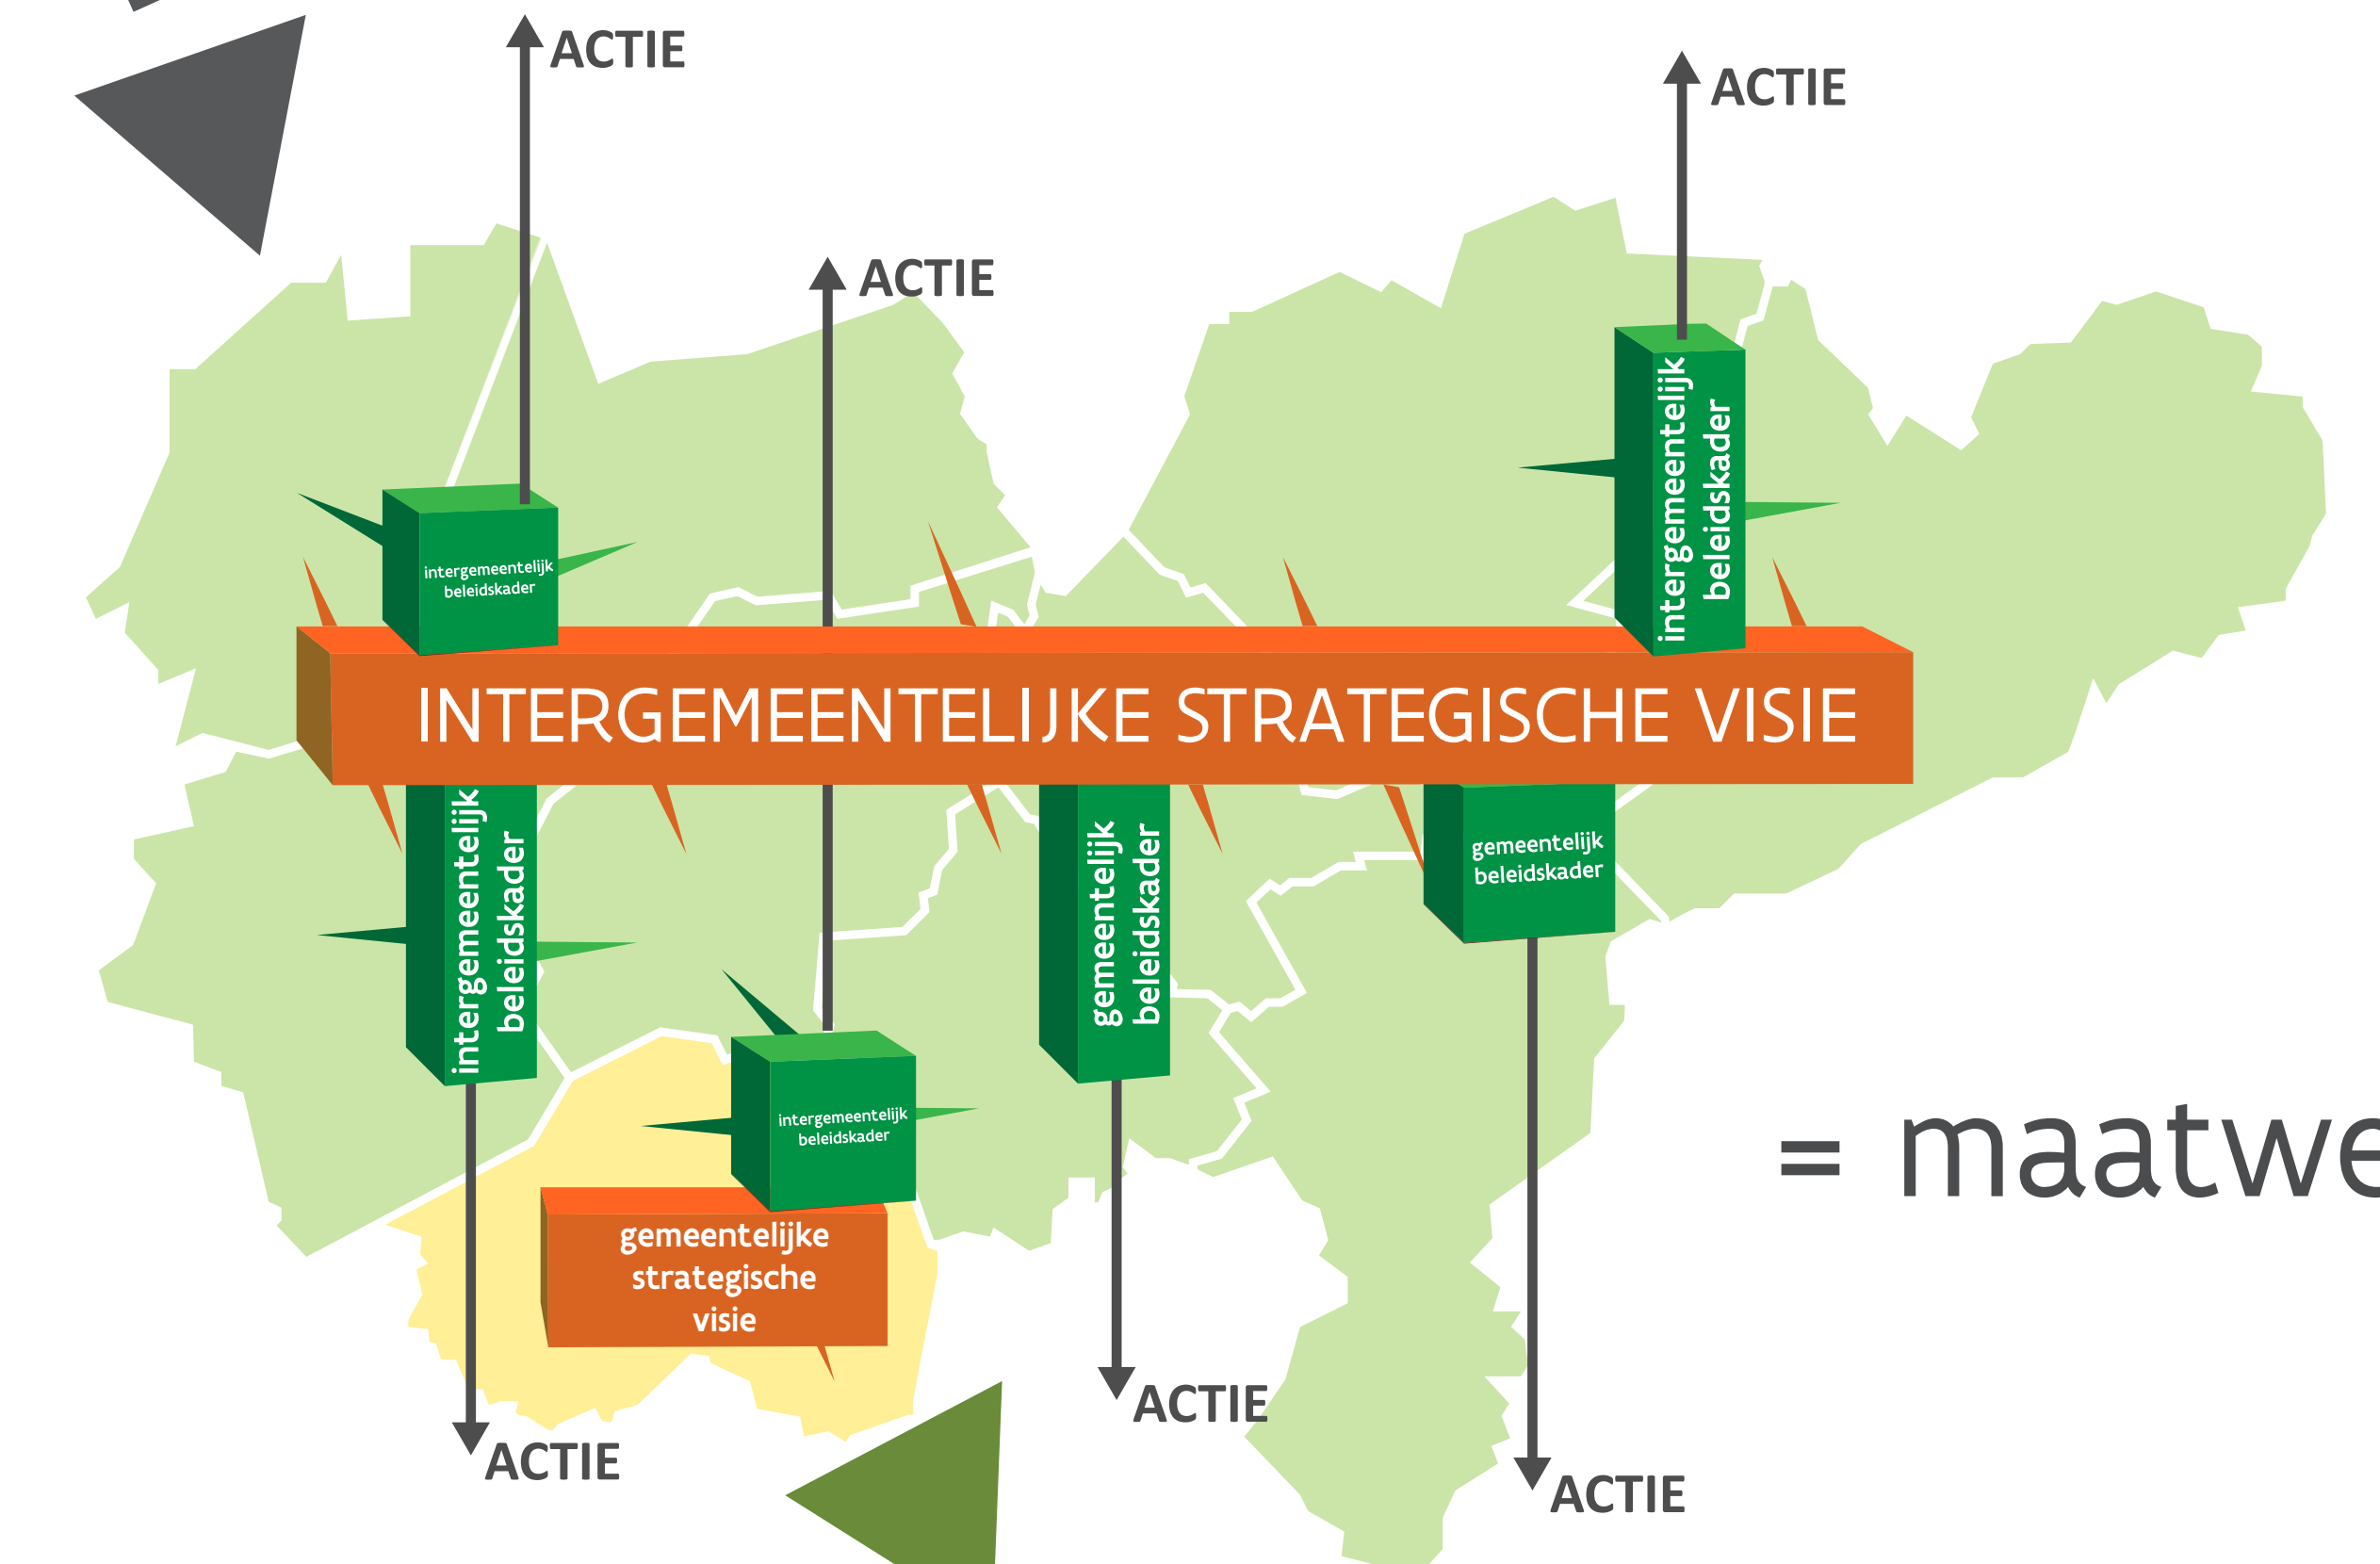 ACTIE
ACTIE
ACTIE
intergemeentelijk
beleidskader
intergemeentelijk
beleidskader
INTERGEMEENTELIJKE STRATEGISCHE VISIE
intergemeentelijk
beleidskader
gemeentelijk
beleidskader
gemeentelijk
beleidskader
intergemeentelijk
beleidskader
= maatwe
gemeentelijke
strategische
visie
ACTIE
ACTIE
ACTIE